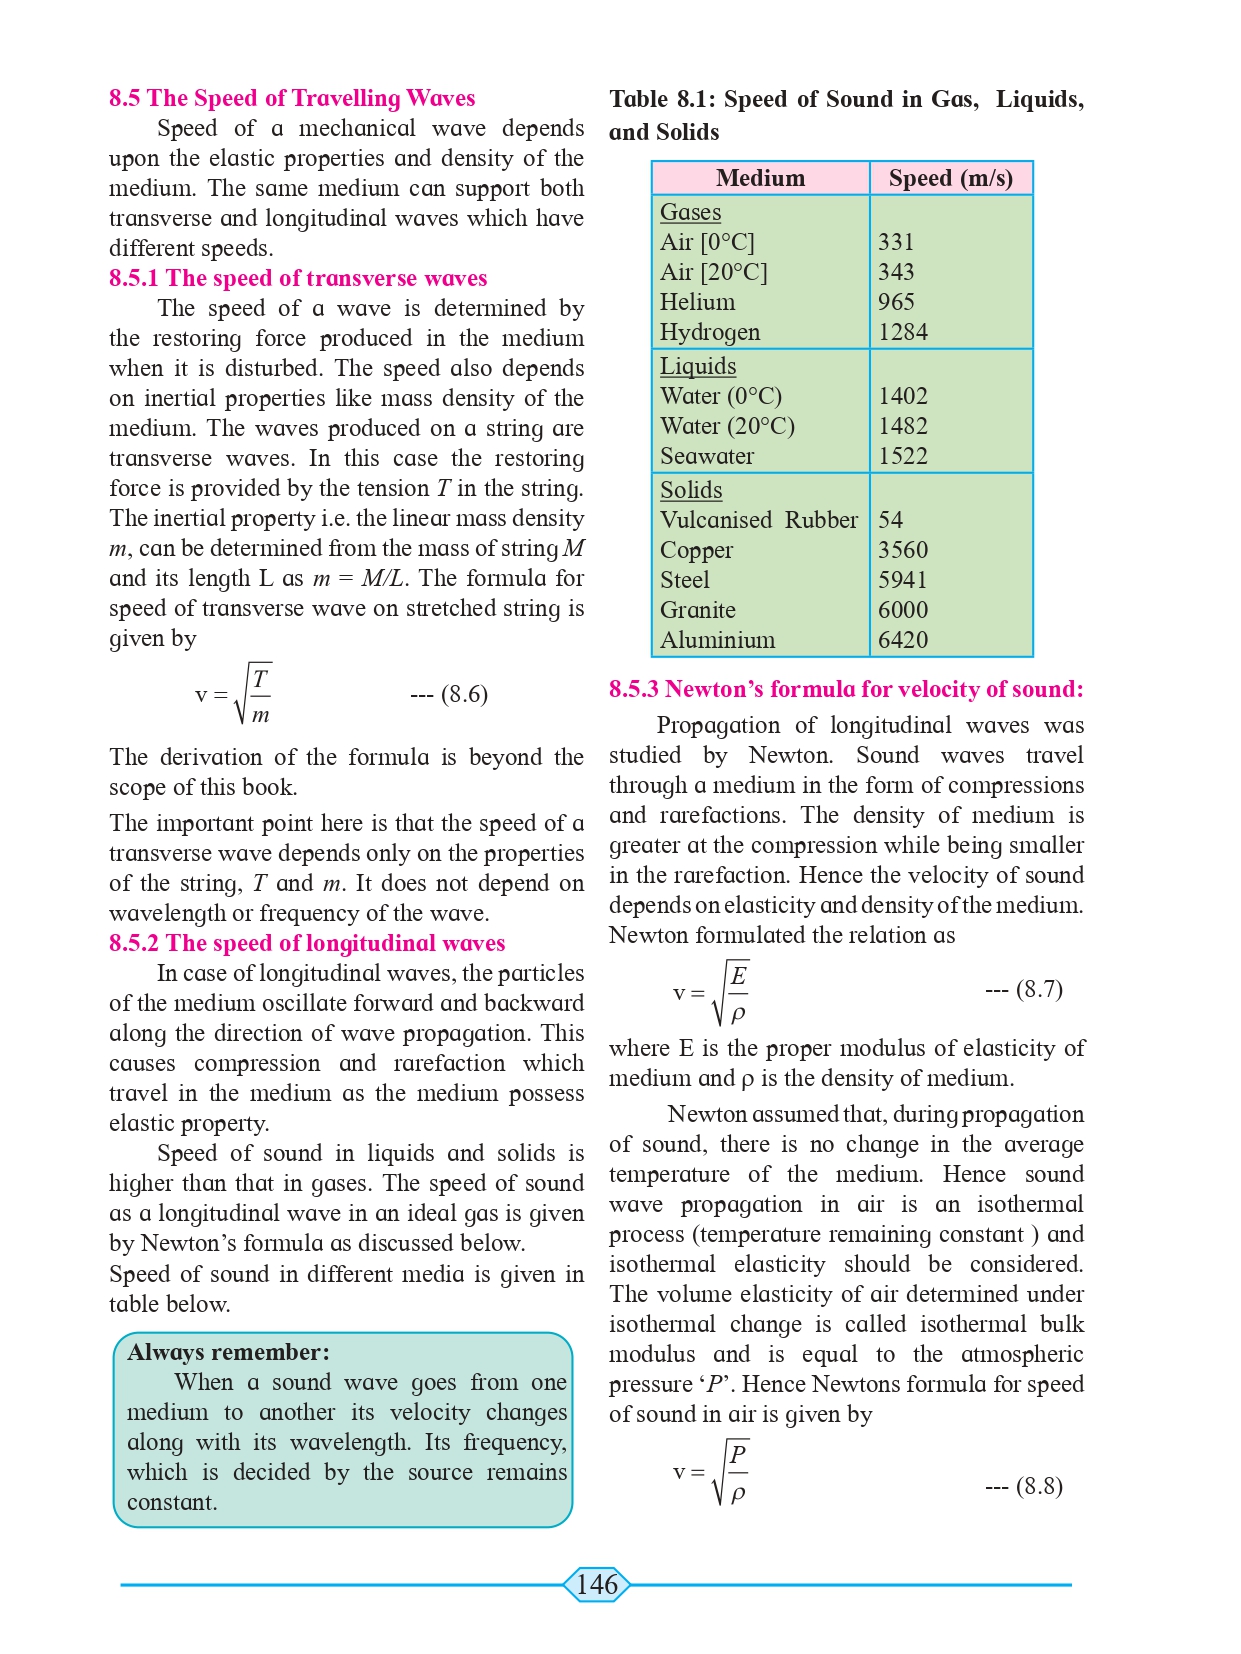 8.5 The Speed of Travelling Waves
Speed of a mechanical wave depends
upon the elastic properties and density of the
medium. The same medium can support both
transverse and longitudinal waves which have
different speeds.
8.5.1 The speed of transverse waves
The speed of a wave is determined by
the restoring force produced in the medium
when it is disturbed. The speed also depends
on inertial properties like mass density of the
medium. The waves produced on a string are
transverse waves. In this case the restoring
force is provided by the tension T in the string.
The inertial property i.e. the linear mass density
m, can be determined from the mass of string M
and its length L as m = M/L. The formula for
speed of transverse wave on stretched string is
given by
v = √(T/m) --- (8.6)
The derivation of the formula is beyond the
scope of this book.
The important point here is that the speed of a
transverse wave depends only on the properties
of the string, T and m. It does not depend on
wavelength or frequency of the wave.
8.5.2 The speed of longitudinal waves
In case of longitudinal waves, the particles
of the medium oscillate forward and backward
along the direction of wave propagation. This
causes compression and rarefaction which
travel in the medium as the medium possess
elastic property.
Speed of sound in liquids and solids is
higher than that in gases. The speed of sound
as a longitudinal wave in an ideal gas is given
by Newton’s formula as discussed below.
Speed of sound in different media is given in
table below.
Always remember:
When a sound wave goes from one
medium to another its velocity changes
along with its wavelength. Its frequency,
which is decided by the source remains
constant.
Table 8.1: Speed of Sound in Gas, Liquids,
and Solids
Medium Speed (m/s)
Gases
Air [0°C] 331
Air [20°C] 343
Helium 965
Hydrogen 1284
Liquids
Water (0°C) 1402
Water (20°C) 1482
Seawater 1522
Solids
Vulcanised Rubber 54
Copper 3560
Steel 5941
Granite 6000
Aluminium 6420
8.5.3 Newton’s formula for velocity of sound:
Propagation of longitudinal waves was
studied by Newton. Sound waves travel
through a medium in the form of compressions
and rarefactions. The density of medium is
greater at the compression while being smaller
in the rarefaction. Hence the velocity of sound
depends on elasticity and density of the medium.
Newton formulated the relation as
v = √(E/ρ) --- (8.7)
where E is the proper modulus of elasticity of
medium and ρ is the density of medium.
Newton assumed that, during propagation
of sound, there is no change in the average
temperature of the medium. Hence sound
wave propagation in air is an isothermal
process (temperature remaining constant ) and
isothermal elasticity should be considered.
The volume elasticity of air determined under
isothermal change is called isothermal bulk
modulus and is equal to the atmospheric
pressure ‘P’. Hence Newtons formula for speed
of sound in air is given by
v = √(P/ρ) --- (8.8)
146